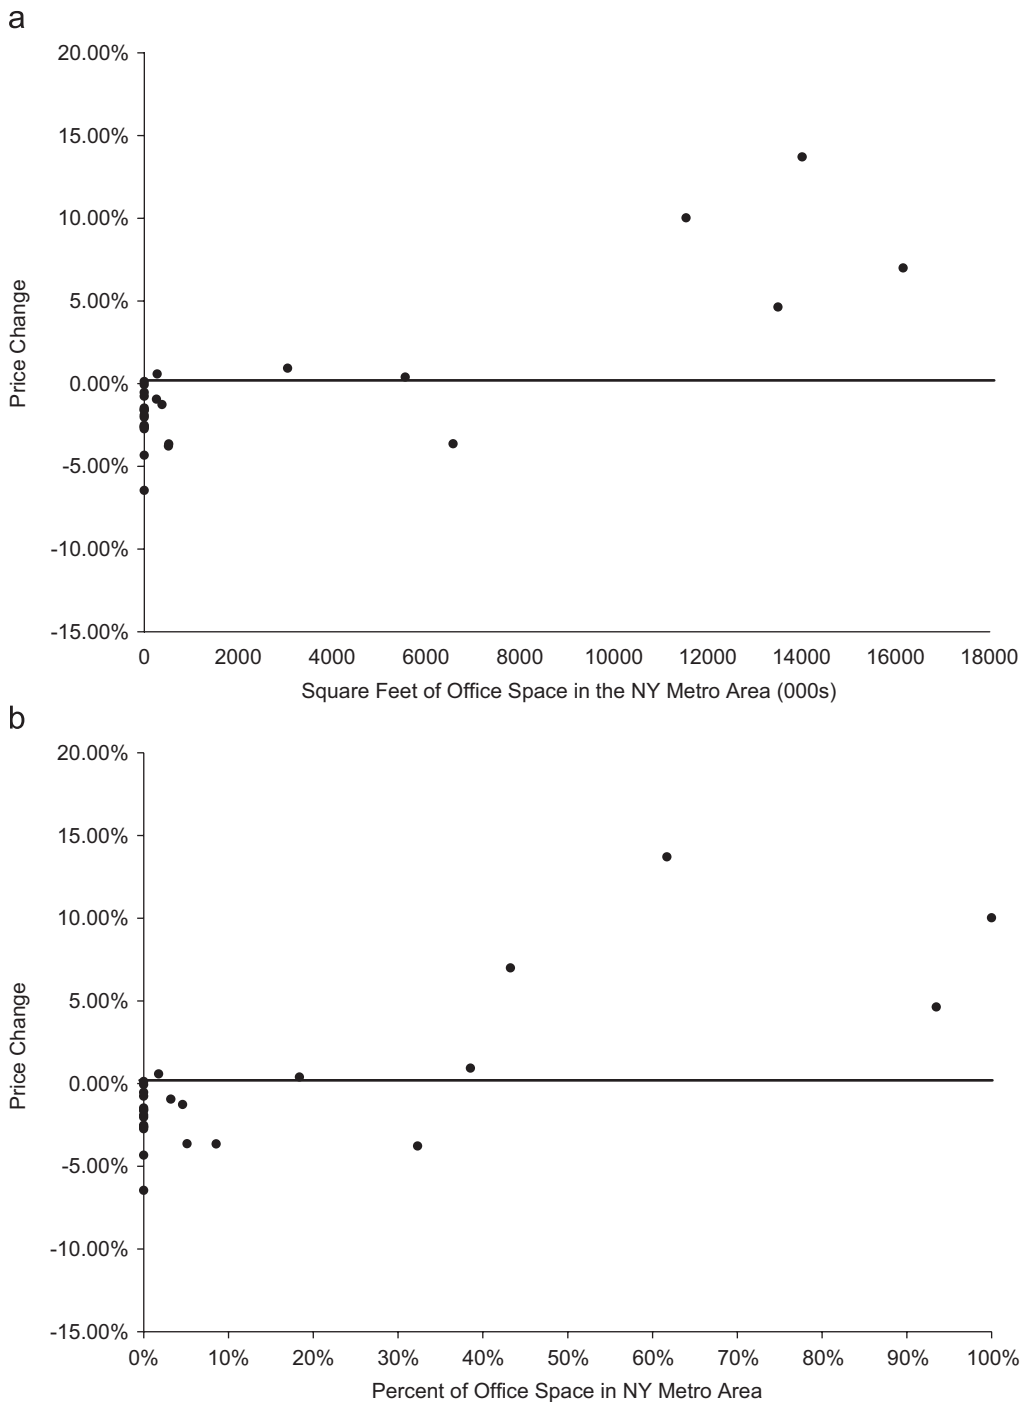 a
20.00%
15.00%
10.00%
5.00%
0.00%
-5.00%
-10.00%
-15.00%
Price Change
0 2000 4000 6000 8000 10000 12000 14000 16000 18000
Square Feet of Office Space in the NY Metro Area (000s)
b
20.00%
15.00%
10.00%
5.00%
0.00%
-5.00%
-10.00%
-15.00%
Price Change
0% 10% 20% 30% 40% 50% 60% 70% 80% 90% 100%
Percent of Office Space in NY Metro Area